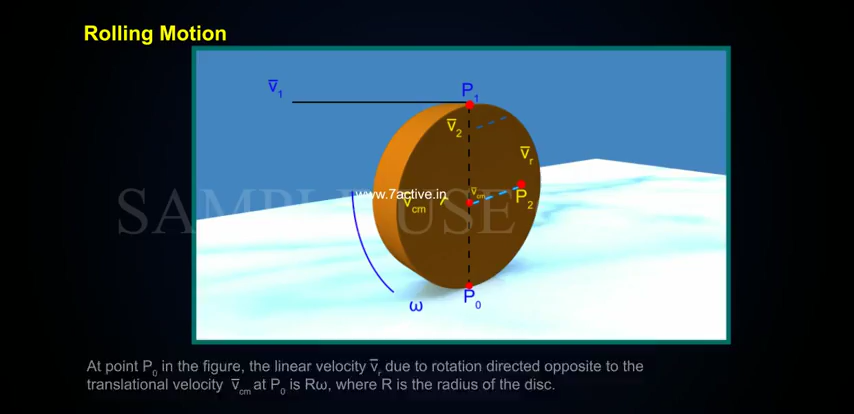 Rolling Motion
v̅₁
P₁
v̅₂
v̅ᵣ
www.7active.in
v̅cm
v̅cm
P₂
SAMPLE USE
P₀
ω
At point P₀ in the figure, the linear velocity v̅ᵣ due to rotation directed opposite to the
translational velocity v̅cm at P₀ is Rω, where R is the radius of the disc.